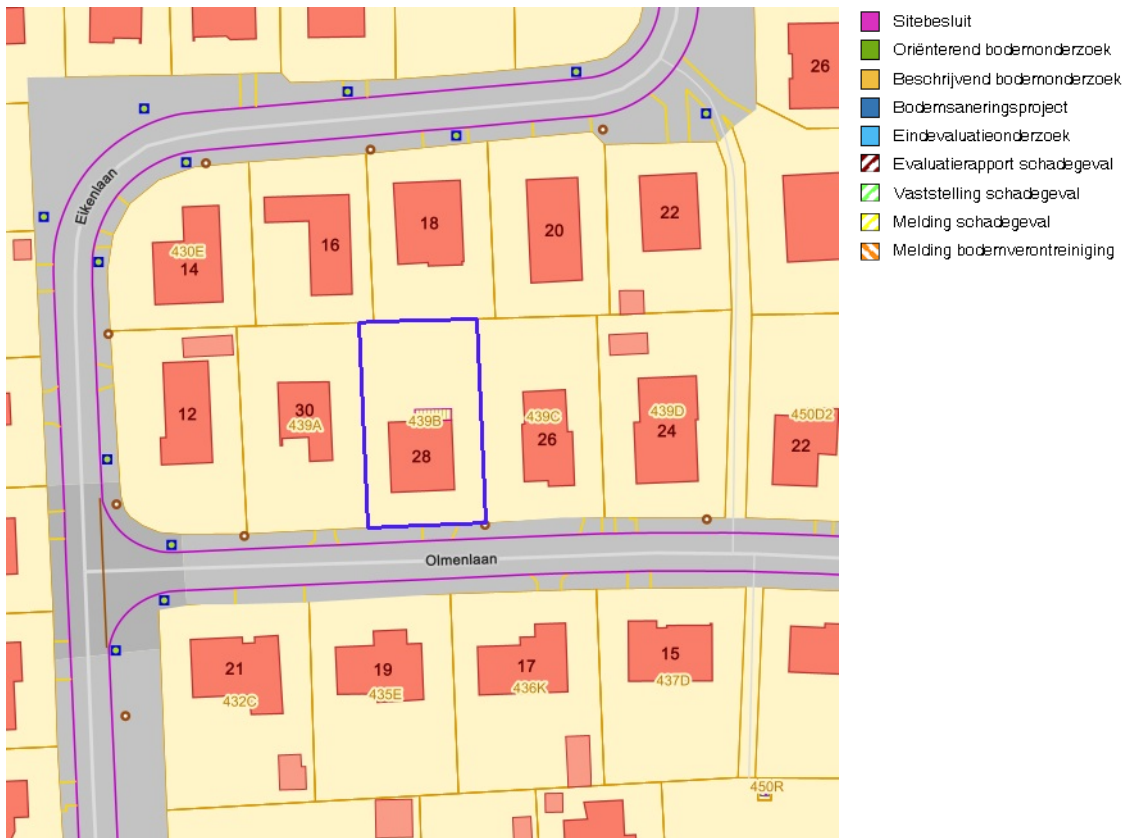 Sitebesluit
Oriënterend bodemonderzoek
Beschrijvend bodemonderzoek
Bodemsaneringsproject
Eindevaluatieonderzoek
Evaluatierapport schadegeval
Vaststelling schadegeval
Melding schadegeval
Melding bodemverontreiniging
26
Eikenlaan
18
22
20
16
430E
14
12
30
439A
439B
28
439C
26
439D
24
450D2
22
Olmenlaan
21
432C
19
435E
17
436K
15
437D
450R